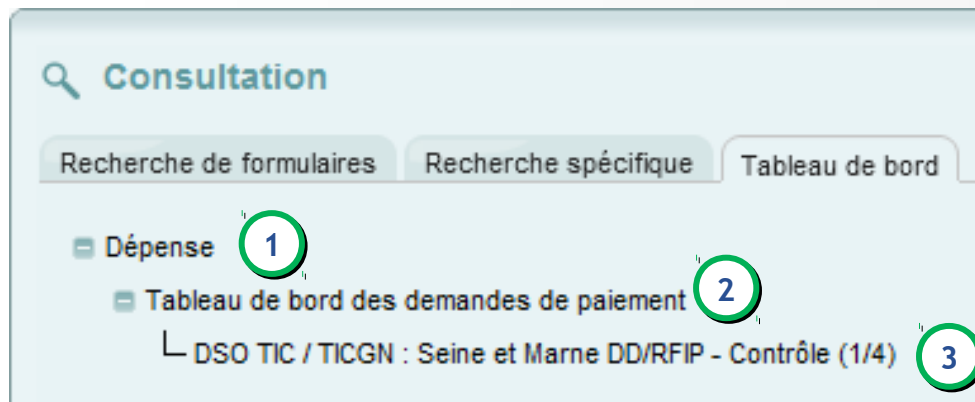 Consultation
Recherche de formulaires Recherche spécifique Tableau de bord
Dépense 1
Tableau de bord des demandes de paiement 2
DSO TIC / TICGN : Seine et Marne DD/RFIP - Contrôle (1/4) 3